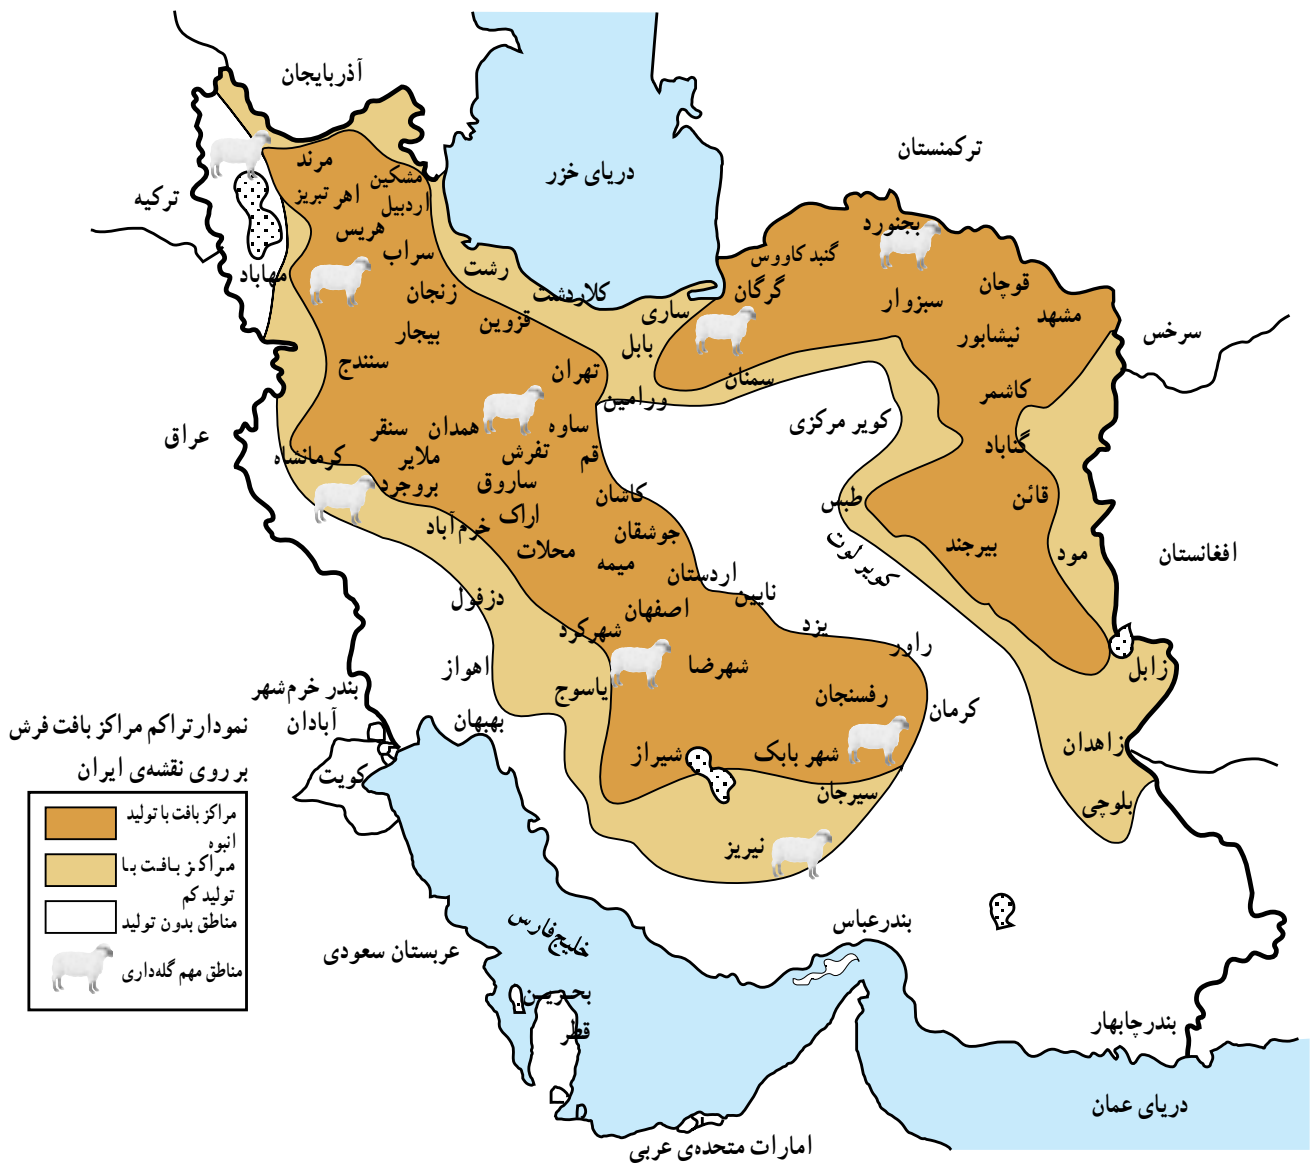 آذربایجان
ترکمنستان
دریای خزر
ترکیه
مرند
مشکین
اهر تبریز
اردبیل
هریس
سراب
مهاباد
زنجان
رشت
کلاردشت
قزوین
بیجار
سنندج
ساری
بابل
بجنورد
گنبد کاووس
گرگان
قوچان
سبزوار
مشهد
نیشابور
سرخس
سمنان
تهران
ورامین
کاشمر
کویر مرکزی
عراق
سنقر
همدان
ساوه
کرمانشاه
ملایر
تفرش
قم
گناباد
بروجرد
ساروق
کاشان
طبس
قائن
خرم‌آباد
اراک
جوشقان
محلات
میمه
کویر لوت
بیرجند
مود
افغانستان
اردستان
نایین
دزفول
اصفهان
شهرکرد
یزد
راور
اهواز
شهرضا
یاسوج
زابل
بندر خرم‌شهر
آبادان
بهبهان
رفسنجان
کرمان
شیراز
شهر بابک
زاهدان
کویت
سیرجان
بلوچی
نیریز
نمودار تراکم مراکز بافت فرش
بر روی نقشه‌ی ایران
مراکز بافت با تولید
انبوه
مراکز بافت با
تولید کم
مناطق بدون تولید
مناطق مهم گله‌داری
خلیج‌فارس
بندرعباس
عربستان سعودی
بحرین
قطر
بندرچابهار
دریای عمان
امارات متحده‌ی عربی